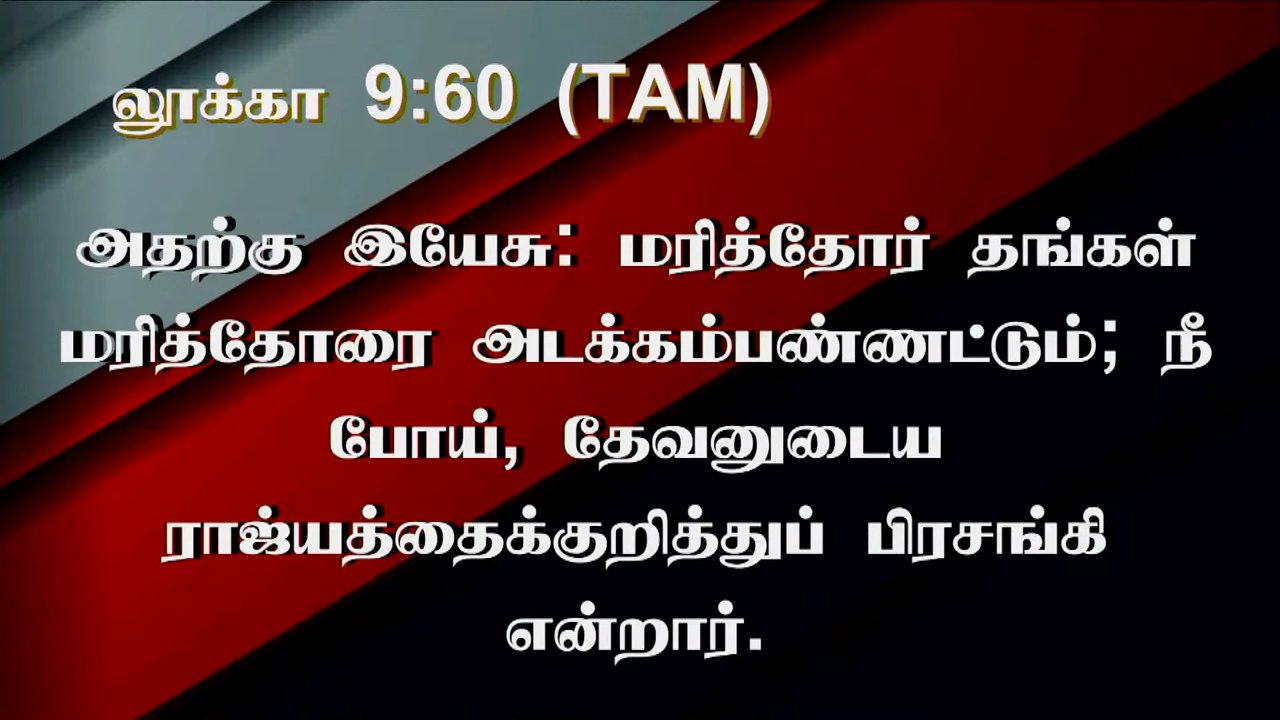 லூக்கா 9:60 (TAM)
அதற்கு இயேசு: மரித்தோர் தங்கள்
மரித்தோரை அடக்கம்பண்ணட்டும்; நீ
போய், தேவனுடைய
ராஜ்யத்தைக்குறித்துப் பிரசங்கி
என்றார்.